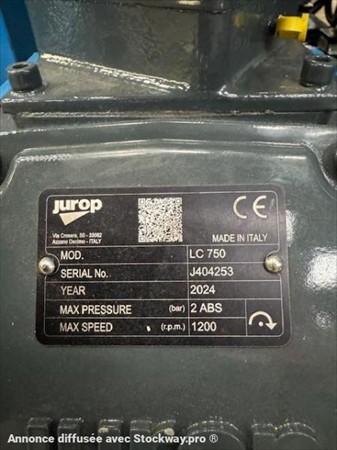 jurop
CE
Via Crosera, 50 - 33082
Azzano Decimo - ITALY
MADE IN ITALY
MOD. LC 750
SERIAL No. J404253
YEAR 2024
MAX PRESSURE (bar) 2 ABS
MAX SPEED (r.p.m.) 1200
Annonce diffusée avec Stockway.pro ®